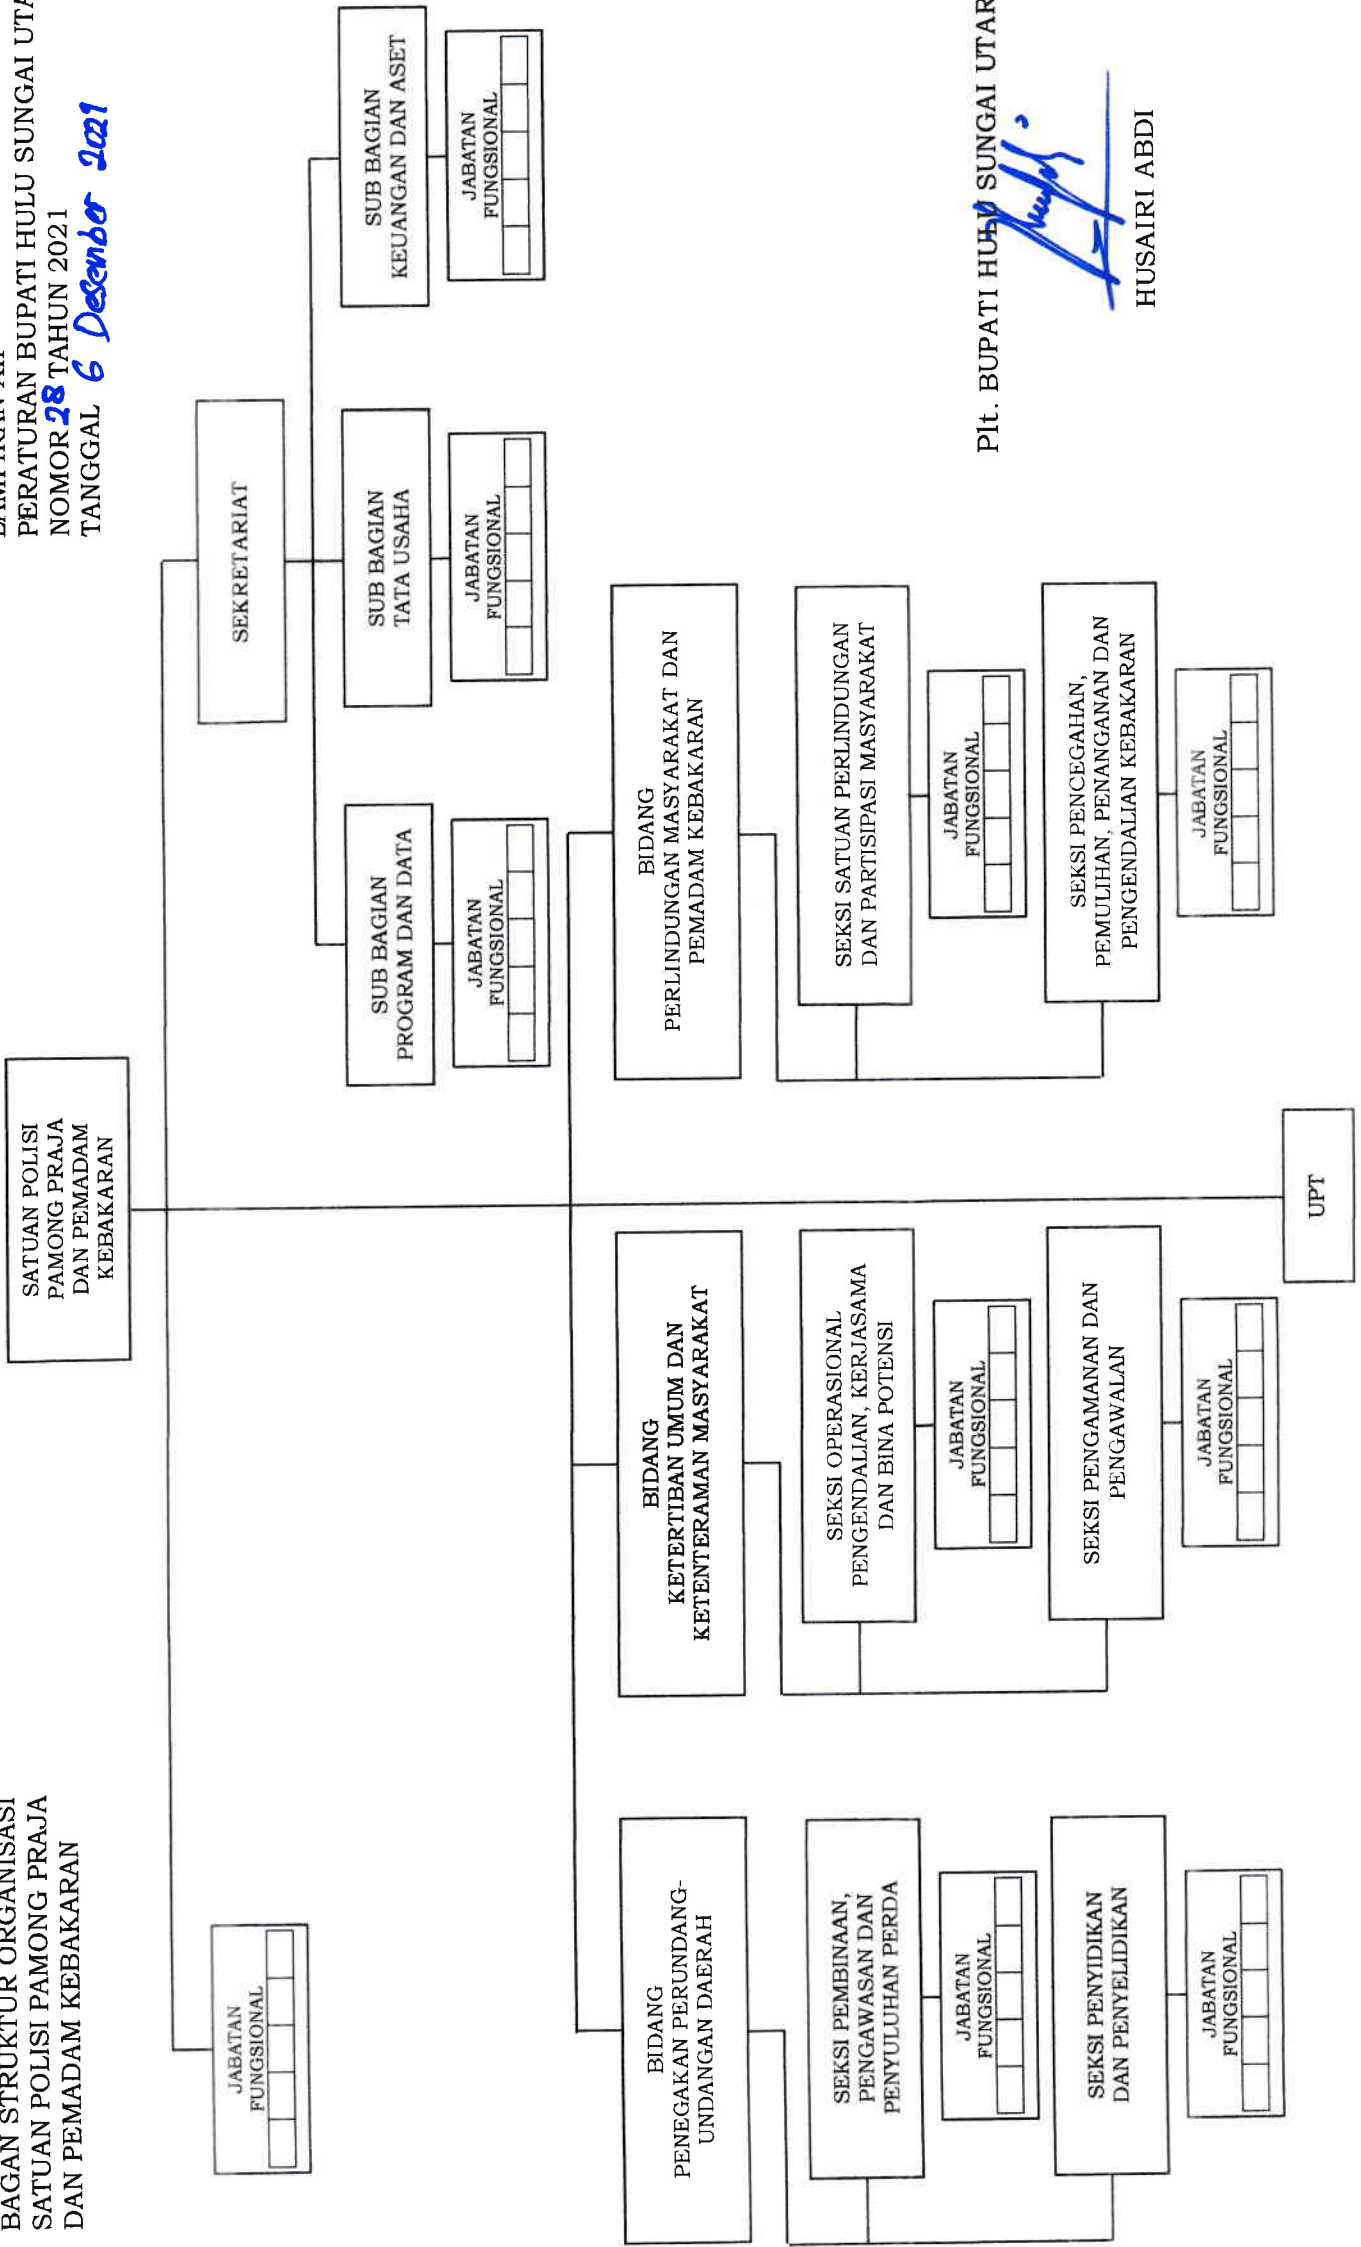 BAGAN STRUKTUR ORGANISASI
SATUAN POLISI PAMONG PRAJA
DAN PEMADAM KEBAKARAN
PERATURAN BUPATI HULU SUNGAI
NOMOR 28 TAHUN 2021
TANGGAL 6 Desember 2021
SATUAN POLISI
PAMONG PRAJA
DAN PEMADAM
KEBAKARAN
JABATAN
FUNGSIONAL
SEKRETARIAT
SUB BAGIAN
PROGRAM DAN DATA
JABATAN
FUNGSIONAL
SUB BAGIAN
TATA USAHA
JABATAN
FUNGSIONAL
SUB BAGIAN
KEUANGAN DAN ASET
JABATAN
FUNGSIONAL
BIDANG
PENEGAKAN PERUNDANG-
UNDANGAN DAERAH
SEKSI PEMBINAAN,
PENGAWASAN DAN
PENYULUHAN PERDA
JABATAN
FUNGSIONAL
SEKSI PENYIDIKAN
DAN PENYELIDIKAN
JABATAN
FUNGSIONAL
BIDANG
KETERTIBAN UMUM DAN
KETENTERAMAN MASYARAKAT
SEKSI OPERASIONAL
PENGENDALIAN, KERJASAMA
DAN BINA POTENSI
JABATAN
FUNGSIONAL
SEKSI PENGAMANAN DAN
PENGAWALAN
JABATAN
FUNGSIONAL
BIDANG
PERLINDUNGAN MASYARAKAT DAN
PEMADAM KEBAKARAN
SEKSI SATUAN PERLINDUNGAN
DAN PARTISIPASI MASYARAKAT
JABATAN
FUNGSIONAL
SEKSI PENCEGAHAN,
PEMULIHAN, PENANGANAN DAN
PENGENDALIAN KEBAKARAN
JABATAN
FUNGSIONAL
UPT
Plt. BUPATI HULU SUNGAI
HUSAIRI ABDI